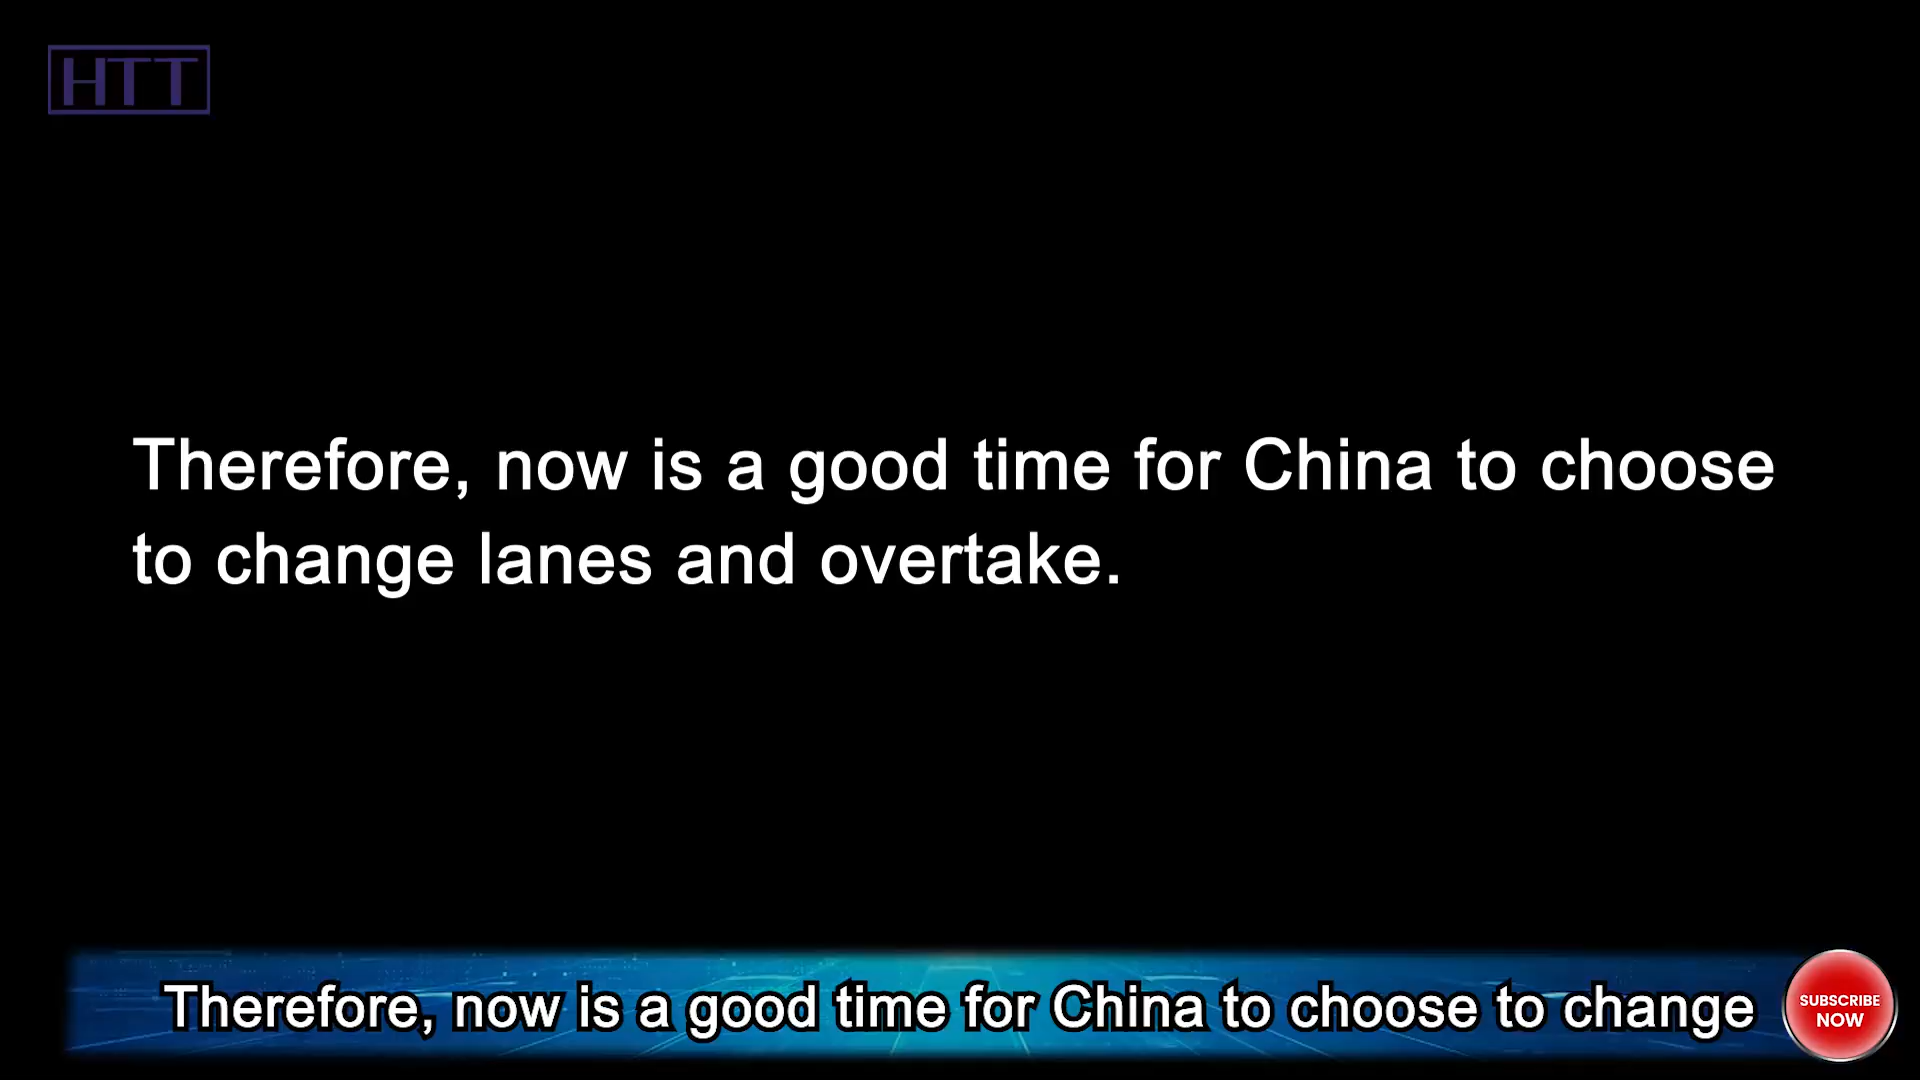 HTT
Therefore, now is a good time for China to choose
to change lanes and overtake.
Therefore, now is a good time for China to choose to change
SUBSCRIBE
NOW